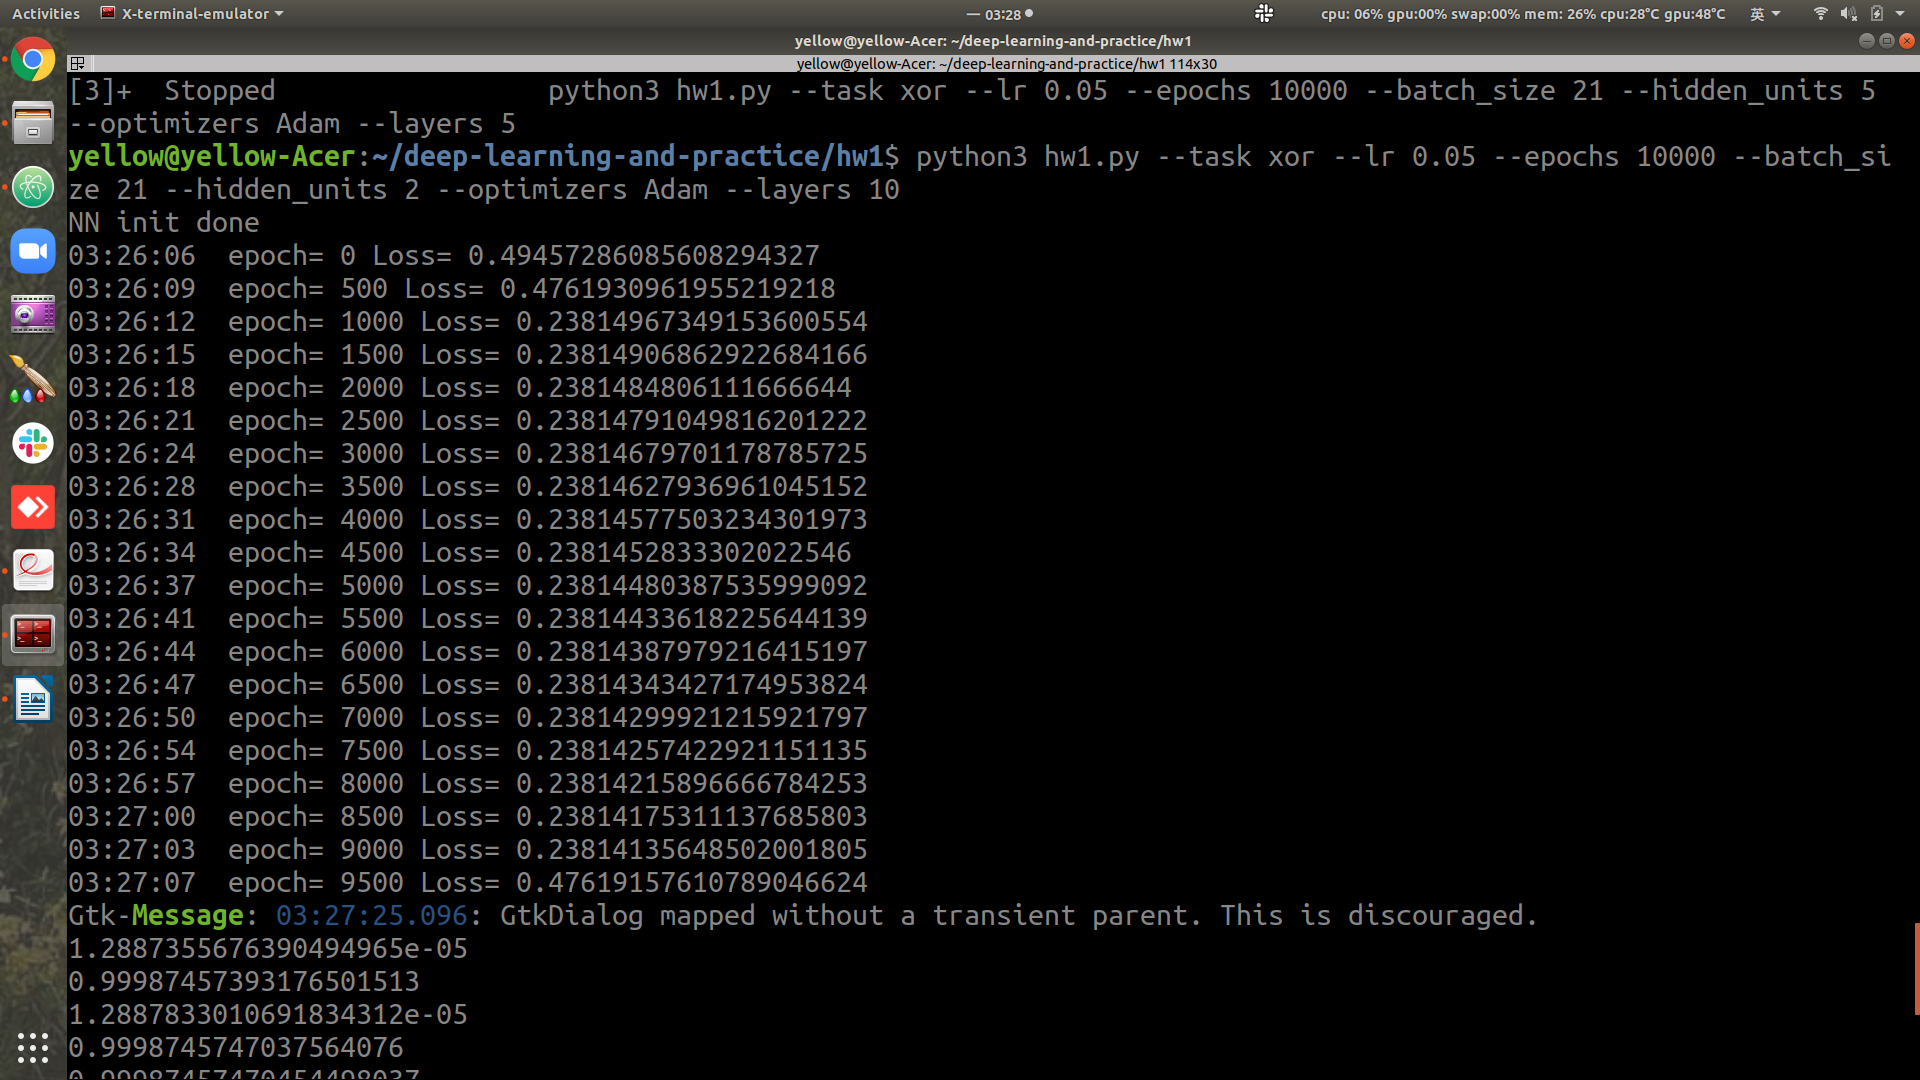 Activities X-terminal-emulator 03:28 cpu: 06% gpu:00% swap:00% mem: 26% cpu:28°C gpu:48°C 英
yellow@yellow-Acer: ~/deep-learning-and-practice/hw1
yellow@yellow-Acer: ~/deep-learning-and-practice/hw1 114x30
[3]+  Stopped                 python3 hw1.py --task xor --lr 0.05 --epochs 10000 --batch_size 21 --hidden_units 5
--optimizers Adam --layers 5
yellow@yellow-Acer:~/deep-learning-and-practice/hw1$ python3 hw1.py --task xor --lr 0.05 --epochs 10000 --batch_si
ze 21 --hidden_units 2 --optimizers Adam --layers 10
NN init done
03:26:06  epoch= 0 Loss= 0.49457286085608294327
03:26:09  epoch= 500 Loss= 0.4761930961955219218
03:26:12  epoch= 1000 Loss= 0.23814967349153600554
03:26:15  epoch= 1500 Loss= 0.23814906862922684166
03:26:18  epoch= 2000 Loss= 0.2381484806111666644
03:26:21  epoch= 2500 Loss= 0.23814791049816201222
03:26:24  epoch= 3000 Loss= 0.23814679701178785725
03:26:28  epoch= 3500 Loss= 0.23814627936961045152
03:26:31  epoch= 4000 Loss= 0.23814577503234301973
03:26:34  epoch= 4500 Loss= 0.2381452833302022546
03:26:37  epoch= 5000 Loss= 0.23814480387535999092
03:26:41  epoch= 5500 Loss= 0.23814433618225644139
03:26:44  epoch= 6000 Loss= 0.23814387979216415197
03:26:47  epoch= 6500 Loss= 0.23814343427174953824
03:26:50  epoch= 7000 Loss= 0.23814299921215921797
03:26:54  epoch= 7500 Loss= 0.23814257422921151135
03:26:57  epoch= 8000 Loss= 0.23814215896666784253
03:27:00  epoch= 8500 Loss= 0.23814175311137685803
03:27:03  epoch= 9000 Loss= 0.23814135648502001805
03:27:07  epoch= 9500 Loss= 0.47619157610789046624
Gtk-Message: 03:27:25.096: GtkDialog mapped without a transient parent. This is discouraged.
1.2887355676390494965e-05
0.99987457393176501513
1.2887833010691834312e-05
0.9998745747037564076
0.99987457470454498037